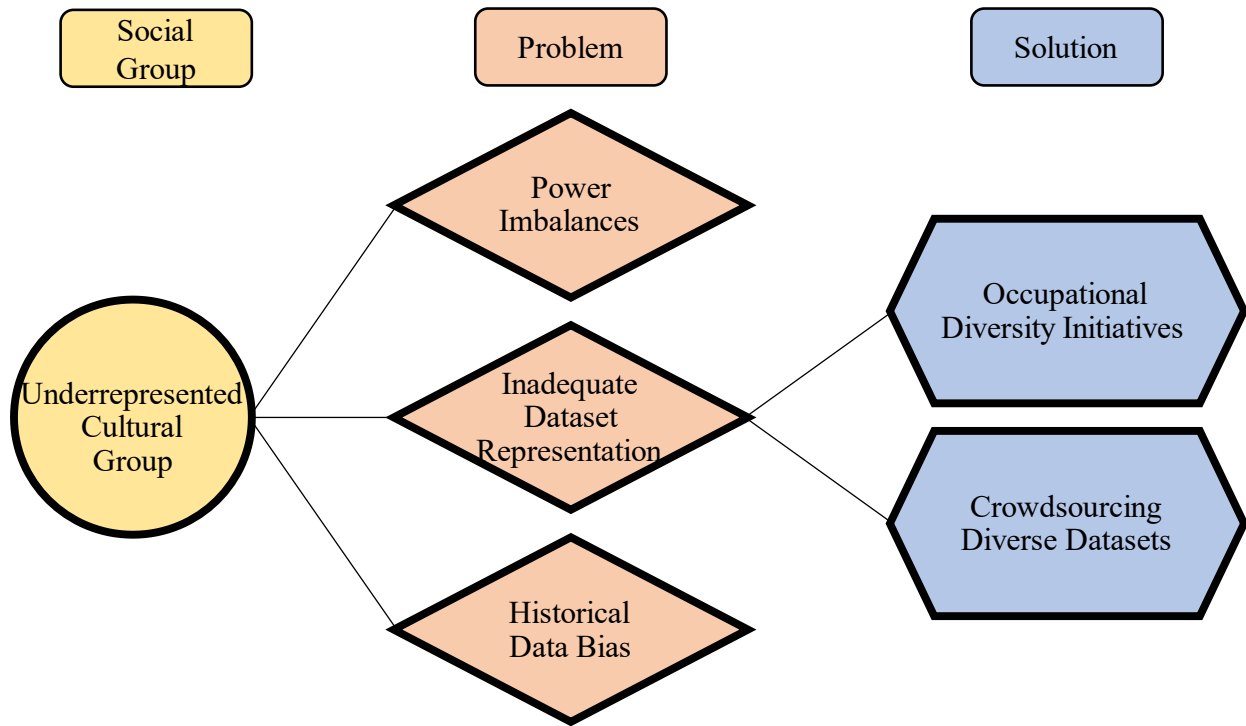 Social
Group
Problem
Solution
Power
Imbalances
Occupational
Diversity Initiatives
Underrepresented
Cultural
Group
Inadequate
Dataset
Representation
Crowdsourcing
Diverse Datasets
Historical
Data Bias